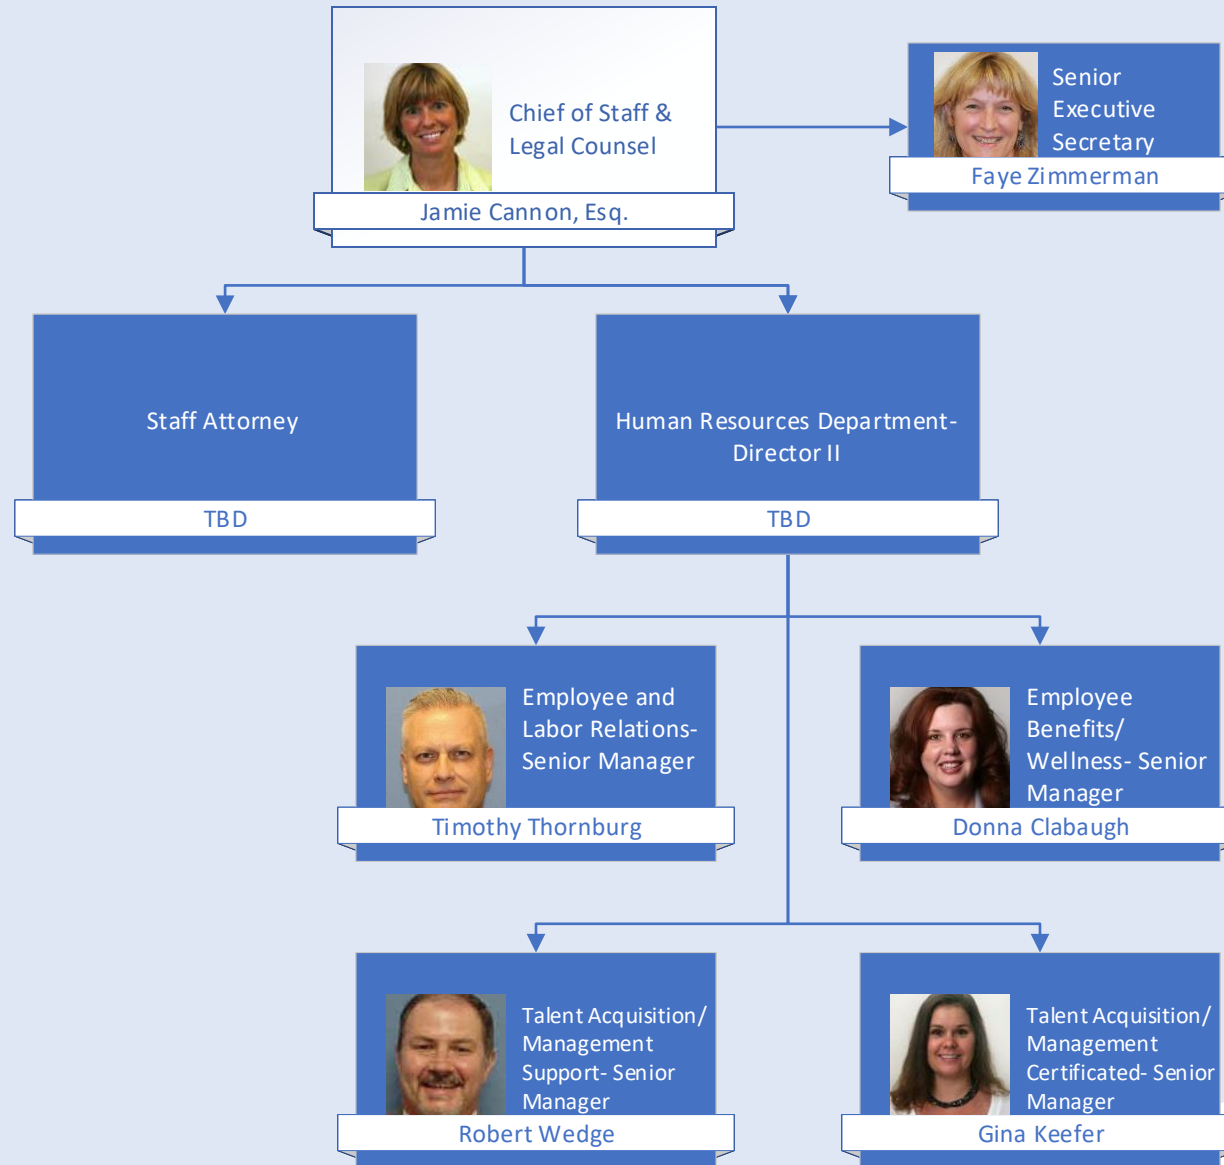 Chief of Staff &
Legal Counsel
Jamie Cannon, Esq.
Senior
Executive
Secretary
Faye Zimmerman
Staff Attorney
TBD
Human Resources Department-
Director II
TBD
Employee and
Labor Relations-
Senior Manager
Timothy Thornburg
Employee
Benefits/
Wellness- Senior
Manager
Donna Clabaugh
Talent Acquisition/
Management
Support- Senior
Manager
Robert Wedge
Talent Acquisition/
Management
Certificated- Senior
Manager
Gina Keefer